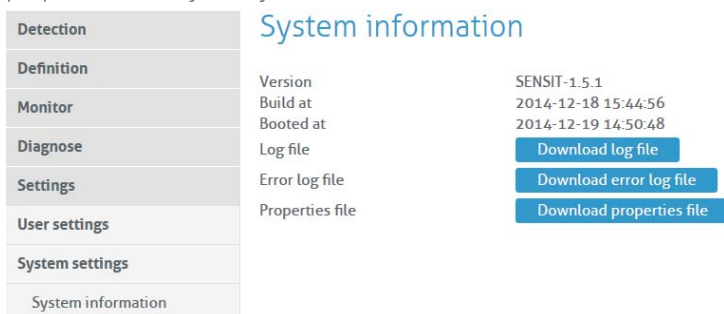 Detection
Definition
Monitor
Diagnose
Settings
User settings
System settings
System information
System information
Version SENSIT-1.5.1
Build at 2014-12-18 15:44:56
Booted at 2014-12-19 14:50:48
Log file Download log file
Error log file Download error log file
Properties file Download properties file